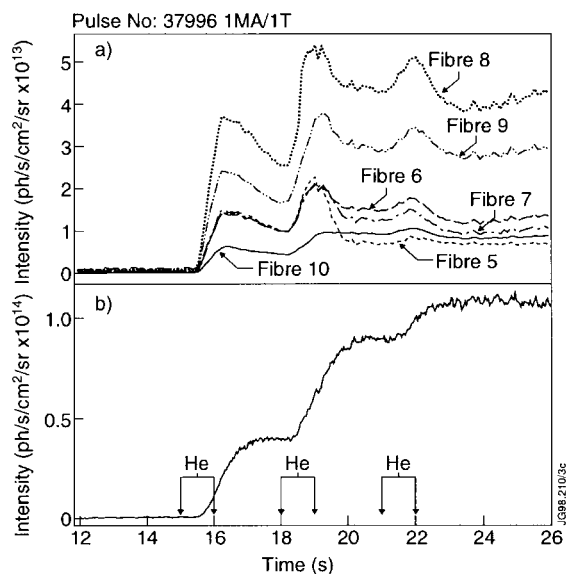 Pulse No: 37996 1MA/1T
a)
Intensity (ph/s/cm²/sr x10¹³)
5
4
3
2
1
0
Fibre 8
Fibre 9
Fibre 6
Fibre 7
Fibre 10
Fibre 5
b)
Intensity (ph/s/cm²/sr x10¹⁴)
1.0
0.5
0
He He He
12 14 16 18 20 22 24 26
Time (s)
JG98.210/3c